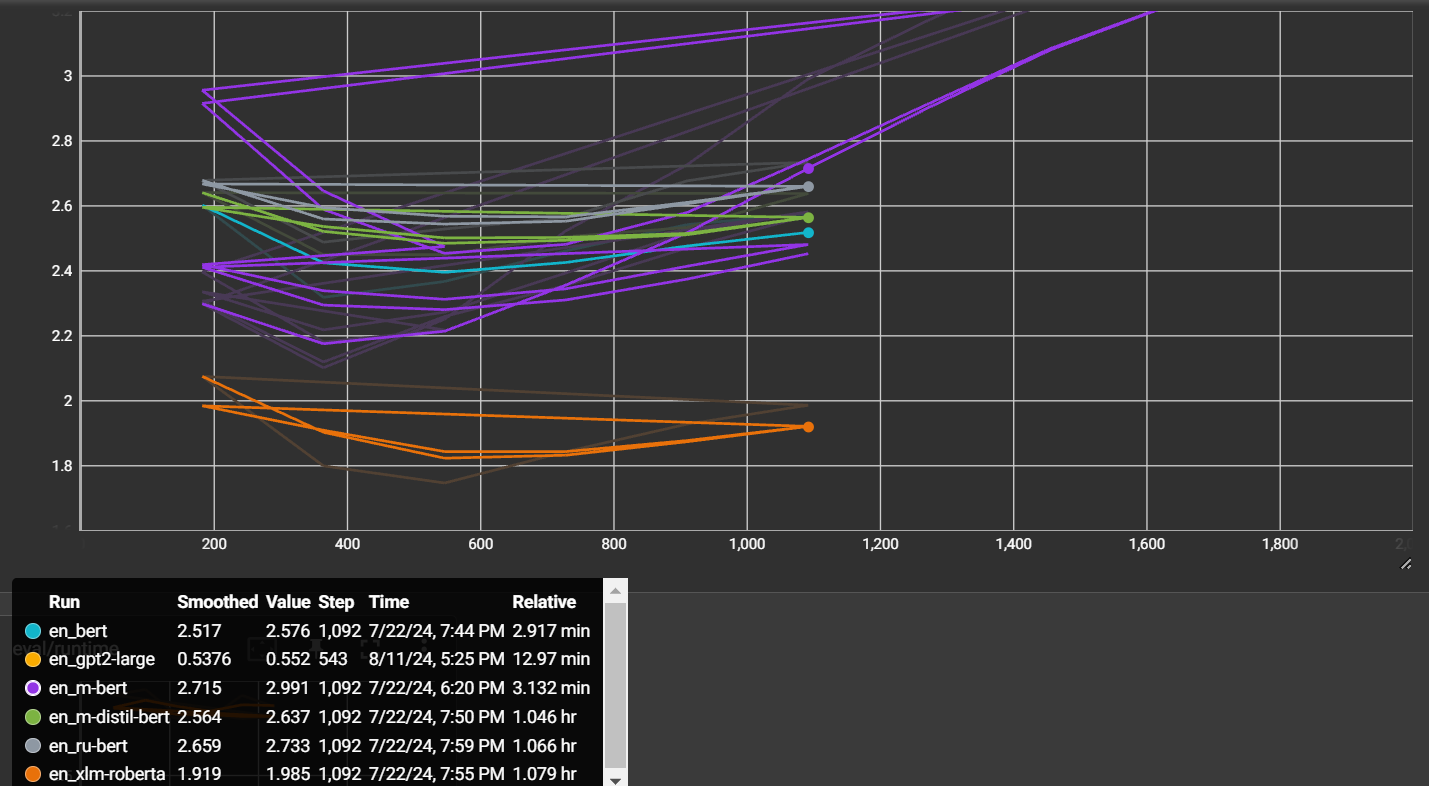 3.2
3
2.8
2.6
2.4
2.2
2
1.8
200 400 600 800 1,000 1,200 1,400 1,600 1,800
eval/runtime
Run Smoothed Value Step Time Relative
en_bert 2.517 2.576 1,092 7/22/24, 7:44 PM 2.917 min
en_gpt2-large 0.5376 0.552 543 8/11/24, 5:25 PM 12.97 min
en_m-bert 2.715 2.991 1,092 7/22/24, 6:20 PM 3.132 min
en_m-distil-bert 2.564 2.637 1,092 7/22/24, 7:50 PM 1.046 hr
en_ru-bert 2.659 2.733 1,092 7/22/24, 7:59 PM 1.066 hr
en_xlm-roberta 1.919 1.985 1,092 7/22/24, 7:55 PM 1.079 hr